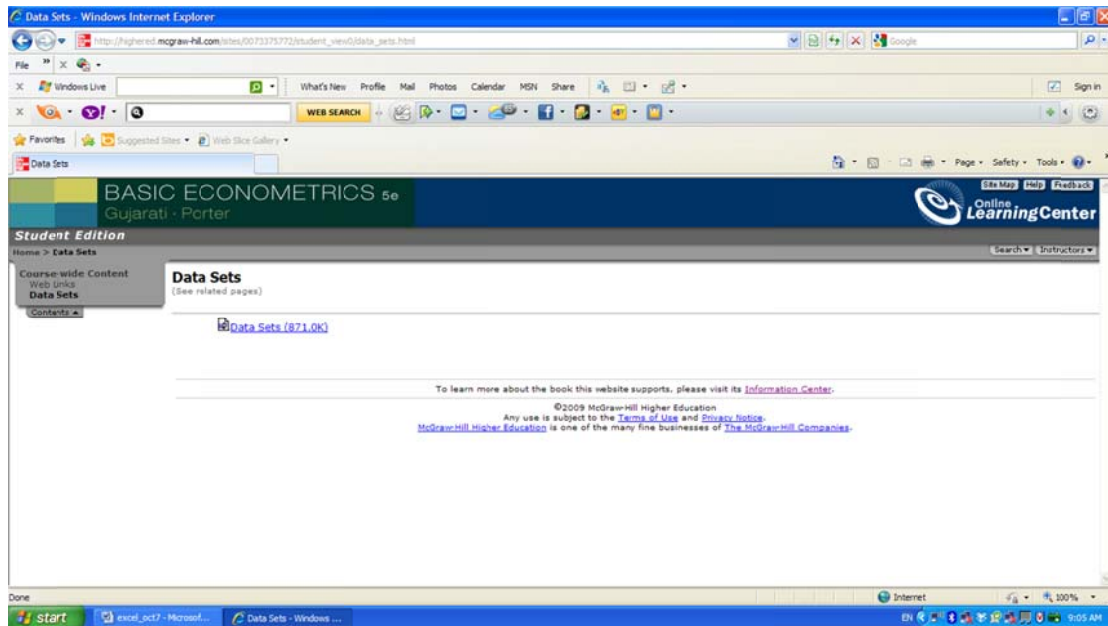 Data Sets - Windows Internet Explorer
http://highered.mcgraw-hill.com/sites/0073375772/student_view0/data_sets.html
Google
File
Windows Live
What's New Profile Mail Photos Calendar MSN Share
Sign in
Y!
WEB SEARCH
Favorites Suggested Sites Web Slice Gallery
Data Sets
Page Safety Tools
BASIC ECONOMETRICS 5e
Gujarati · Porter
Site Map Help Feedback
Online
LearningCenter
Student Edition
Home > Data Sets
Search Instructors
Course-wide Content
Web Links
Data Sets
Contents
Data Sets
(See related pages)
Data Sets (871.0K)
To learn more about the book this website supports, please visit its Information Center.
©2009 McGraw-Hill Higher Education
Any use is subject to the Terms of Use and Privacy Notice.
McGraw-Hill Higher Education is one of the many fine businesses of The McGraw-Hill Companies.
Done
Internet
100%
start
excel_oct7 - Microsof...
Data Sets - Windows ...
EN
9:05 AM